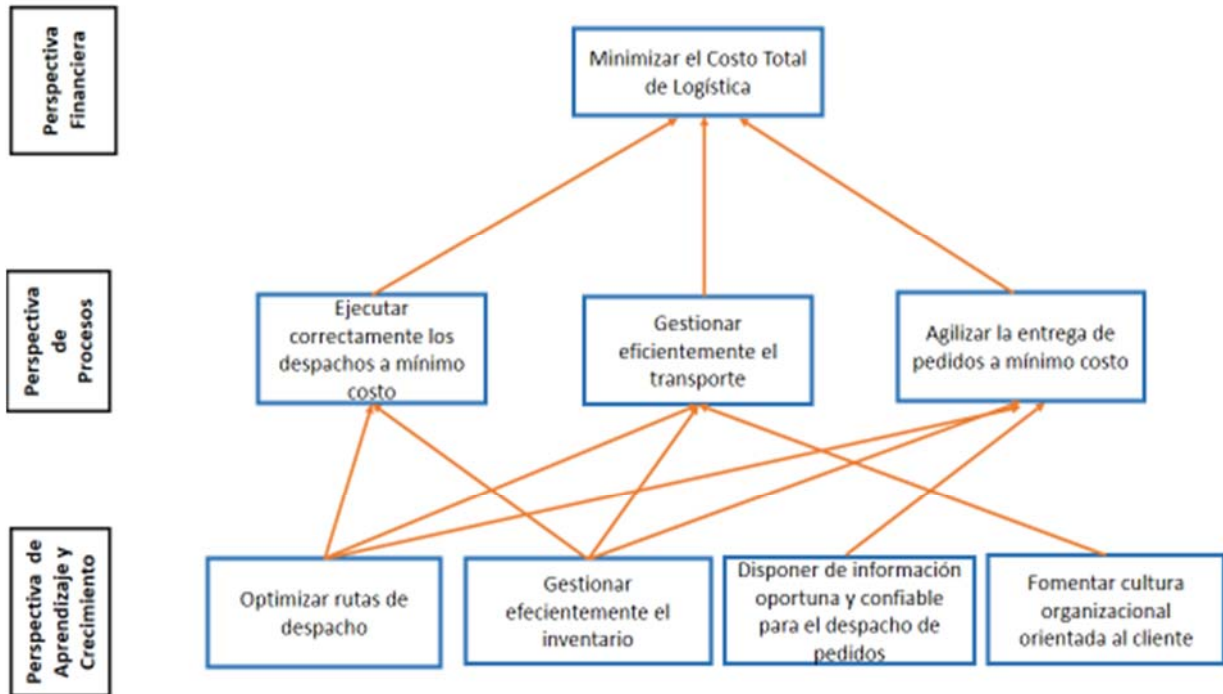 Perspectiva
Financiera
Minimizar el Costo Total
de Logística
Perspectiva
de
Procesos
Ejecutar
correctamente los
despachos a mínimo
costo
Gestionar
eficientemente el
transporte
Agilizar la entrega de
pedidos a mínimo costo
Perspectiva de
Aprendizaje y
Crecimiento
Optimizar rutas de
despacho
Gestionar
efecientemente el
inventario
Disponer de información
oportuna y confiable
para el despacho de
pedidos
Fomentar cultura
organizacional
orientada al cliente